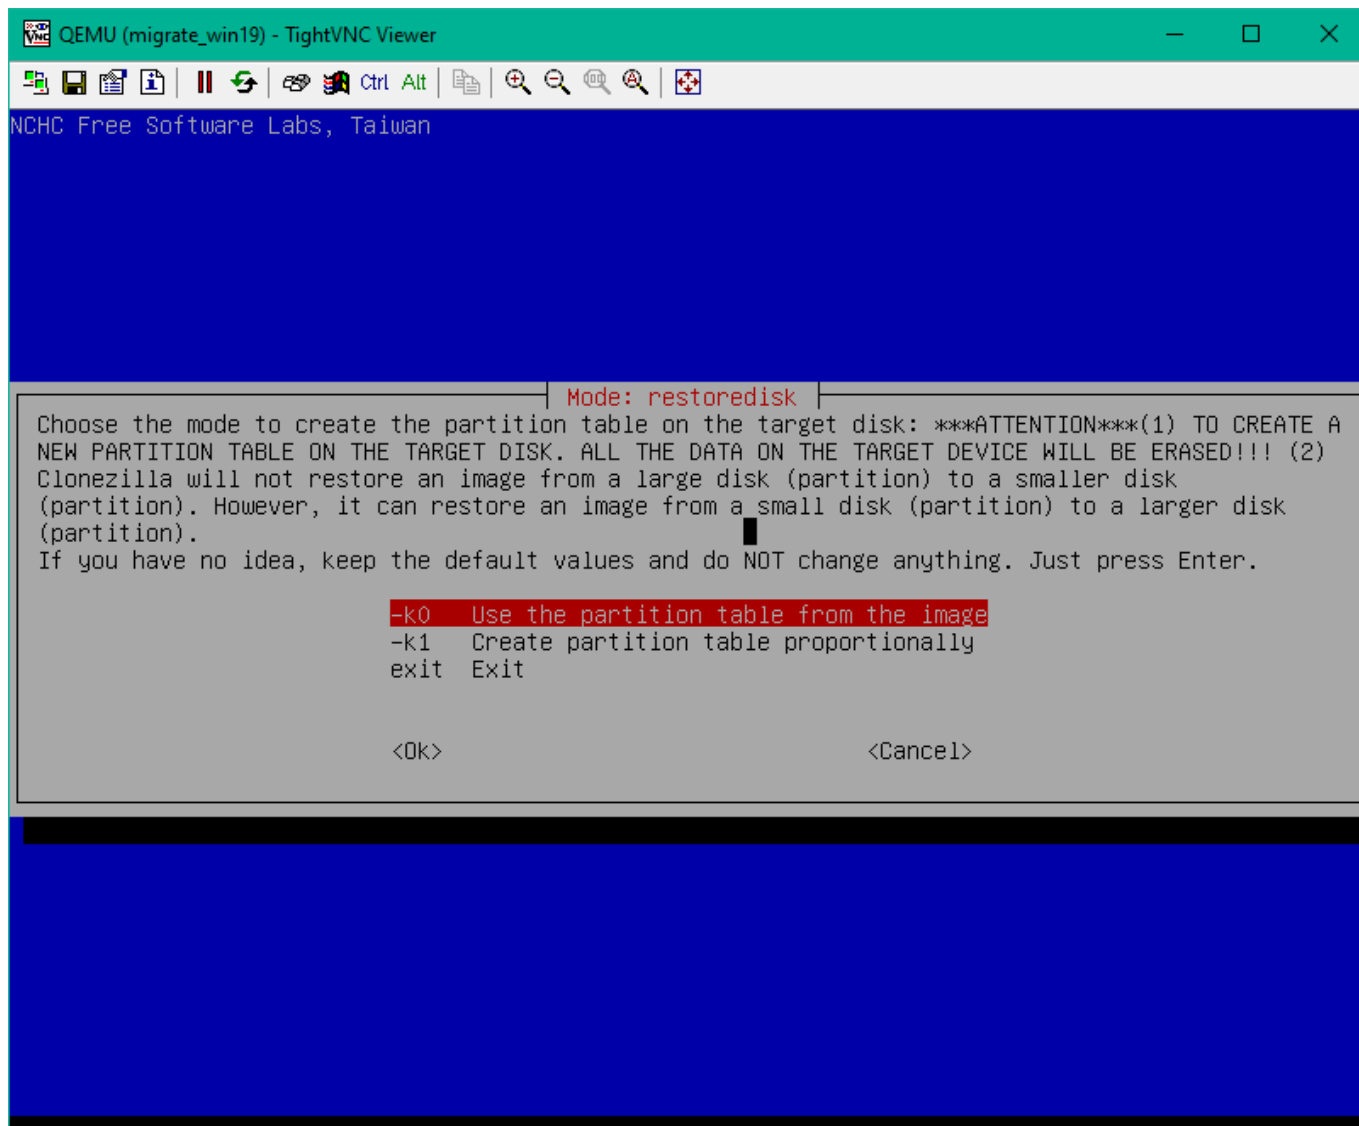 QEMU (migrate_win19) - TightVNC Viewer
Ctrl Alt
NCHC Free Software Labs, Taiwan
Mode: restoredisk
Choose the mode to create the partition table on the target disk: ***ATTENTION***(1) TO CREATE A
NEW PARTITION TABLE ON THE TARGET DISK. ALL THE DATA ON THE TARGET DEVICE WILL BE ERASED!!! (2)
Clonezilla will not restore an image from a large disk (partition) to a smaller disk
(partition). However, it can restore an image from a small disk (partition) to a larger disk
(partition).
If you have no idea, keep the default values and do NOT change anything. Just press Enter.
-k0 Use the partition table from the image
-k1 Create partition table proportionally
exit Exit
<Ok> <Cancel>